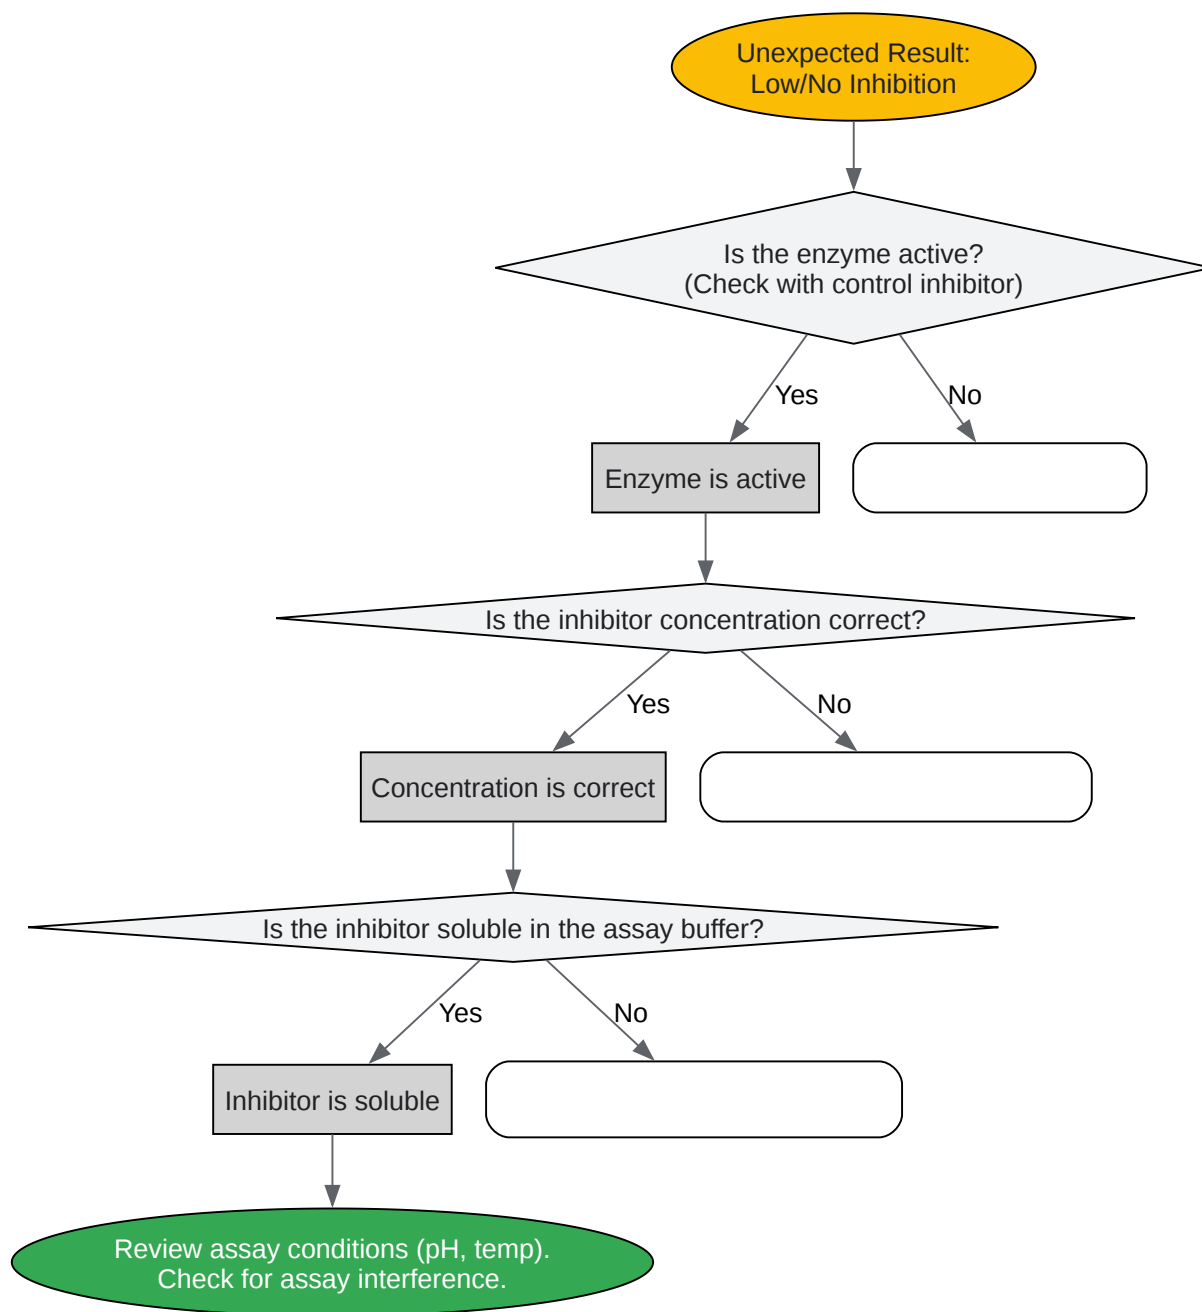 Unexpected Result:
Low/No Inhibition
Is the enzyme active?
(Check with control inhibitor)
Yes
No
Enzyme is active
Is the inhibitor concentration correct?
Yes
No
Concentration is correct
Is the inhibitor soluble in the assay buffer?
Yes
No
Inhibitor is soluble
Review assay conditions (pH, temp).
Check for assay interference.